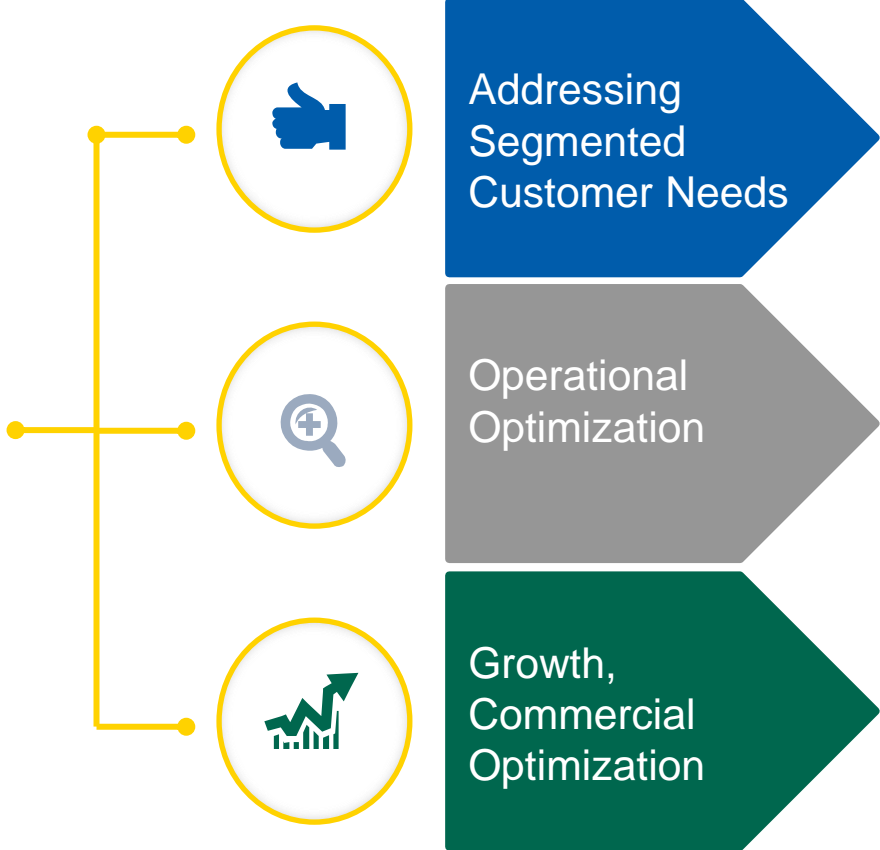 Addressing
Segmented
Customer Needs
Operational
Optimization
Growth,
Commercial
Optimization